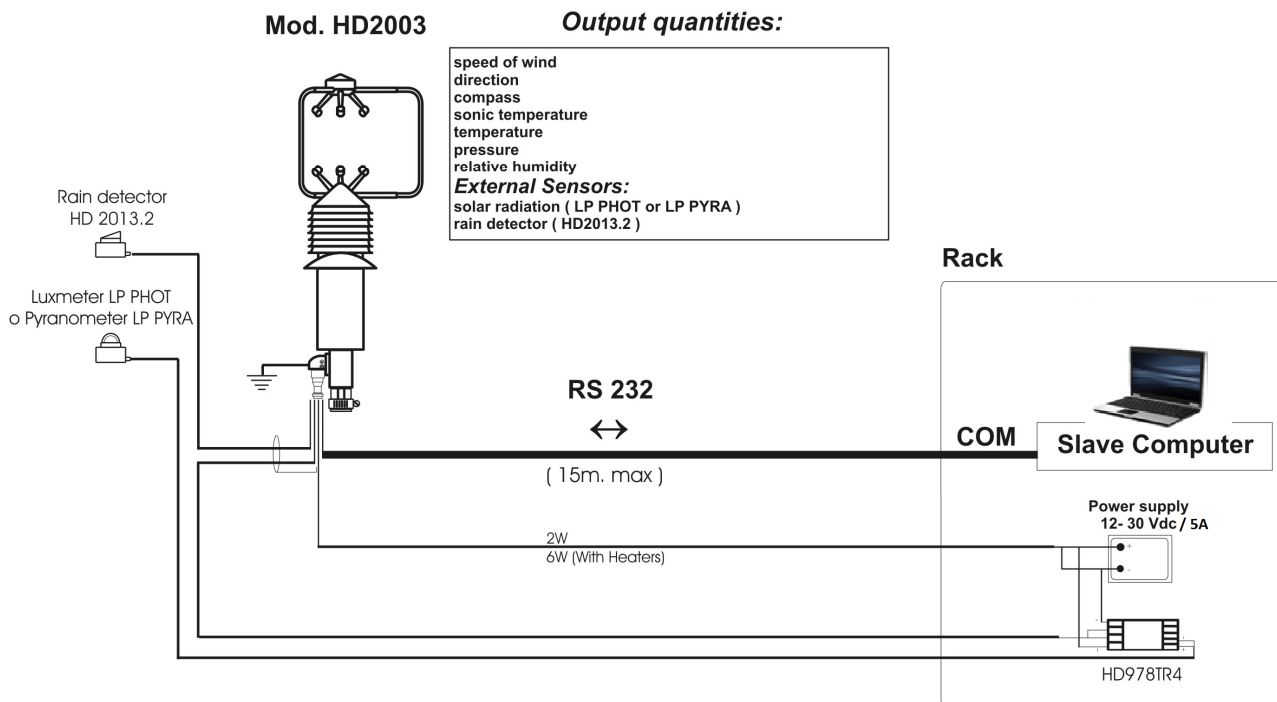 Mod. HD2003
Output quantities:
speed of wind
direction
compass
sonic temperature
temperature
pressure
relative humidity
External Sensors:
solar radiation ( LP PHOT or LP PYRA )
rain detector ( HD2013.2 )
Rain detector
HD 2013.2
Luxmeter LP PHOT
o Pyranometer LP PYRA
Rack
RS 232
↔
( 15m. max )
COM
Slave Computer
Power supply
12- 30 Vdc / 5A
+
-
2W
6W (With Heaters)
HD978TR4